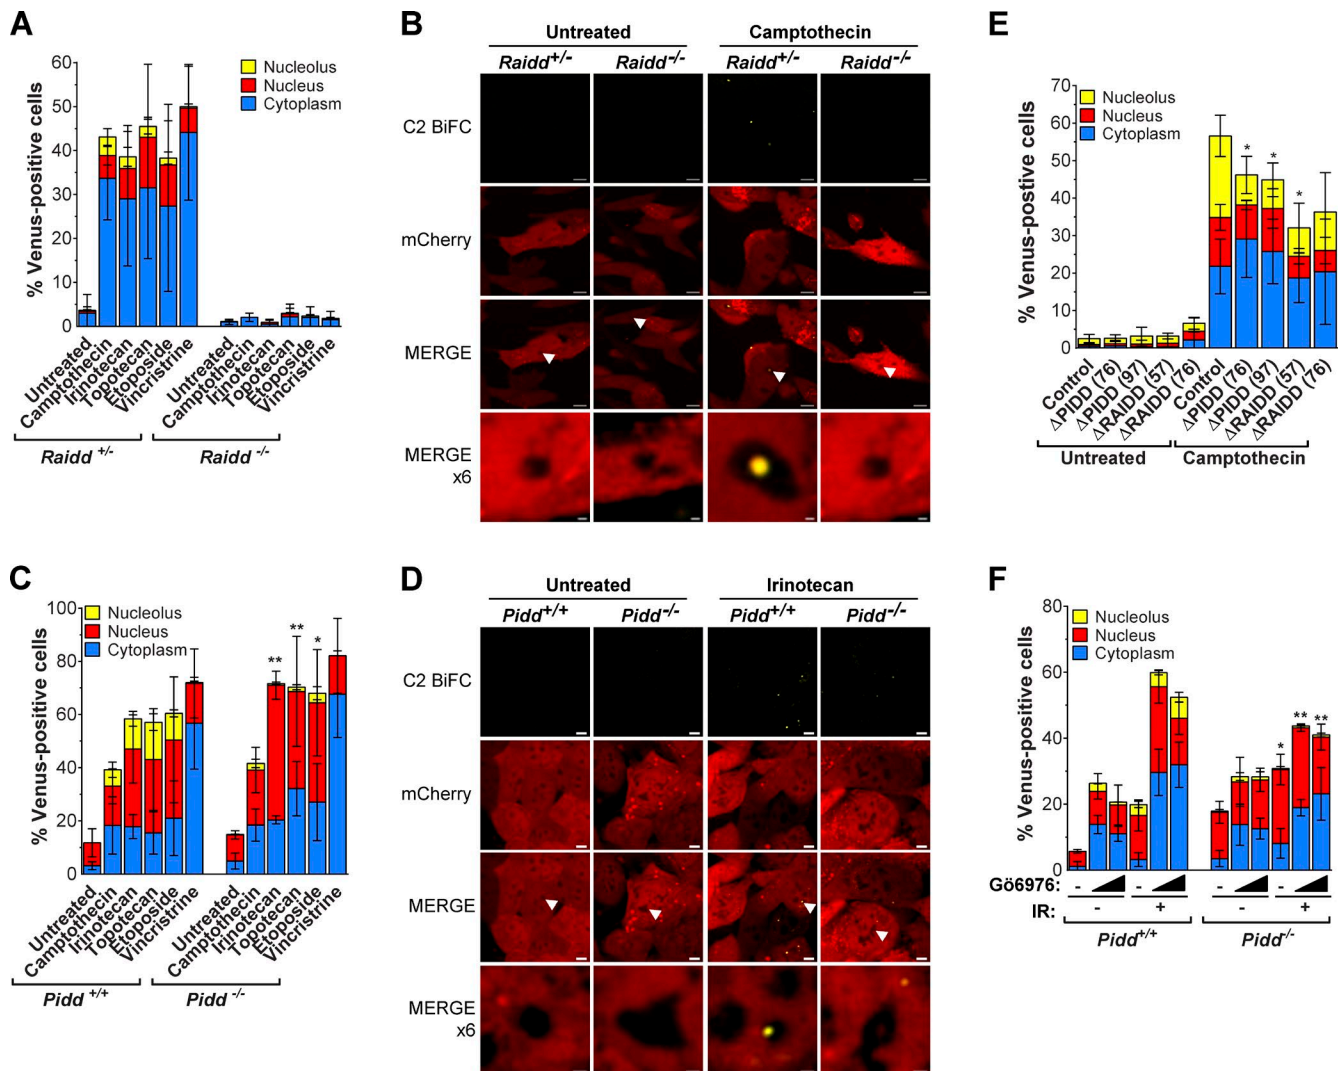 A
% Venus-positive cells
60
50
40
30
20
10
0
Nucleolus
Nucleus
Cytoplasm
Untreated
Camptothecin
Irinotecan
Topotecan
Etoposide
Vincristine
Untreated
Camptothecin
Irinotecan
Topotecan
Etoposide
Vincristine
Raidd +/-
Raidd -/-
B
Untreated
Camptothecin
Raidd+/-
Raidd-/-
Raidd+/-
Raidd-/-
C2 BiFC
mCherry
MERGE
MERGE
x6
E
% Venus-postive cells
70
60
50
40
30
20
10
0
Nucleolus
Nucleus
Cytoplasm
*
*
*
Control
ΔPIDD (76)
ΔPIDD (97)
ΔRAIDD (57)
ΔRAIDD (76)
Control
ΔPIDD (76)
ΔPIDD (97)
ΔRAIDD (57)
ΔRAIDD (76)
Untreated
Camptothecin
C
% Venus-positive cells
100
80
60
40
20
0
Nucleolus
Nucleus
Cytoplasm
**
**
*
Untreated
Camptothecin
Irinotecan
Topotecan
Etoposide
Vincristine
Untreated
Camptothecin
Irinotecan
Topotecan
Etoposide
Vincristine
Pidd +/+
Pidd -/-
D
Untreated
Irinotecan
Pidd+/+
Pidd-/-
Pidd+/+
Pidd-/-
C2 BiFC
mCherry
MERGE
MERGE
x6
F
% Venus-positive cells
80
60
40
20
0
Nucleolus
Nucleus
Cytoplasm
*
**
**
Gö6976: - - - -
IR: - + - +
Pidd+/+
Pidd-/-